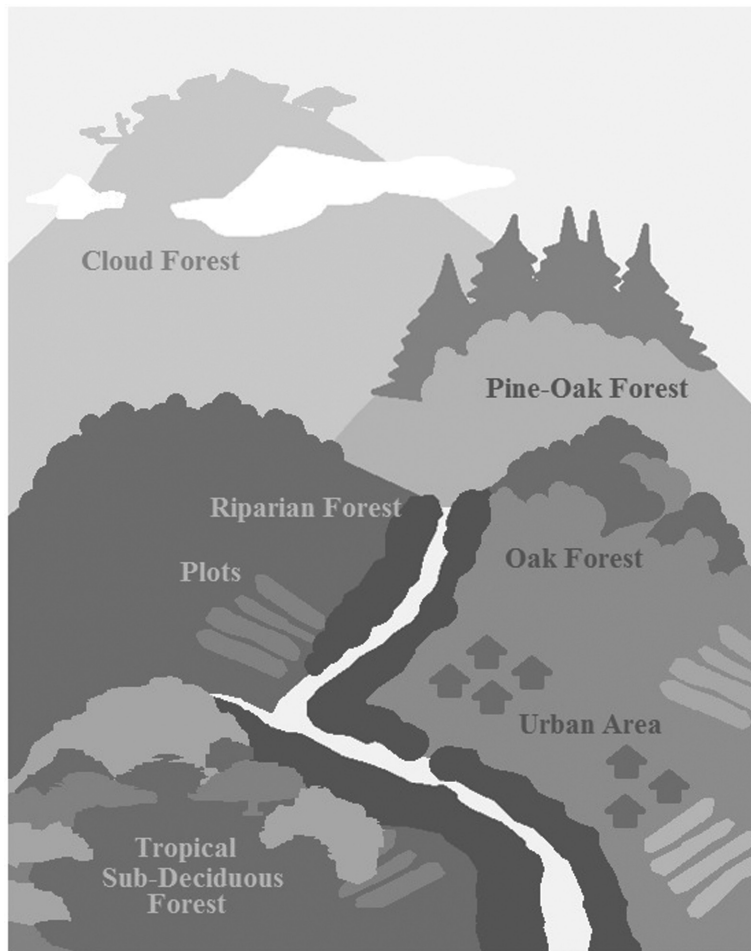 Cloud Forest
Pine-Oak Forest
Riparian Forest
Oak Forest
Plots
Urban Area
Tropical
Sub-Deciduous
Forest